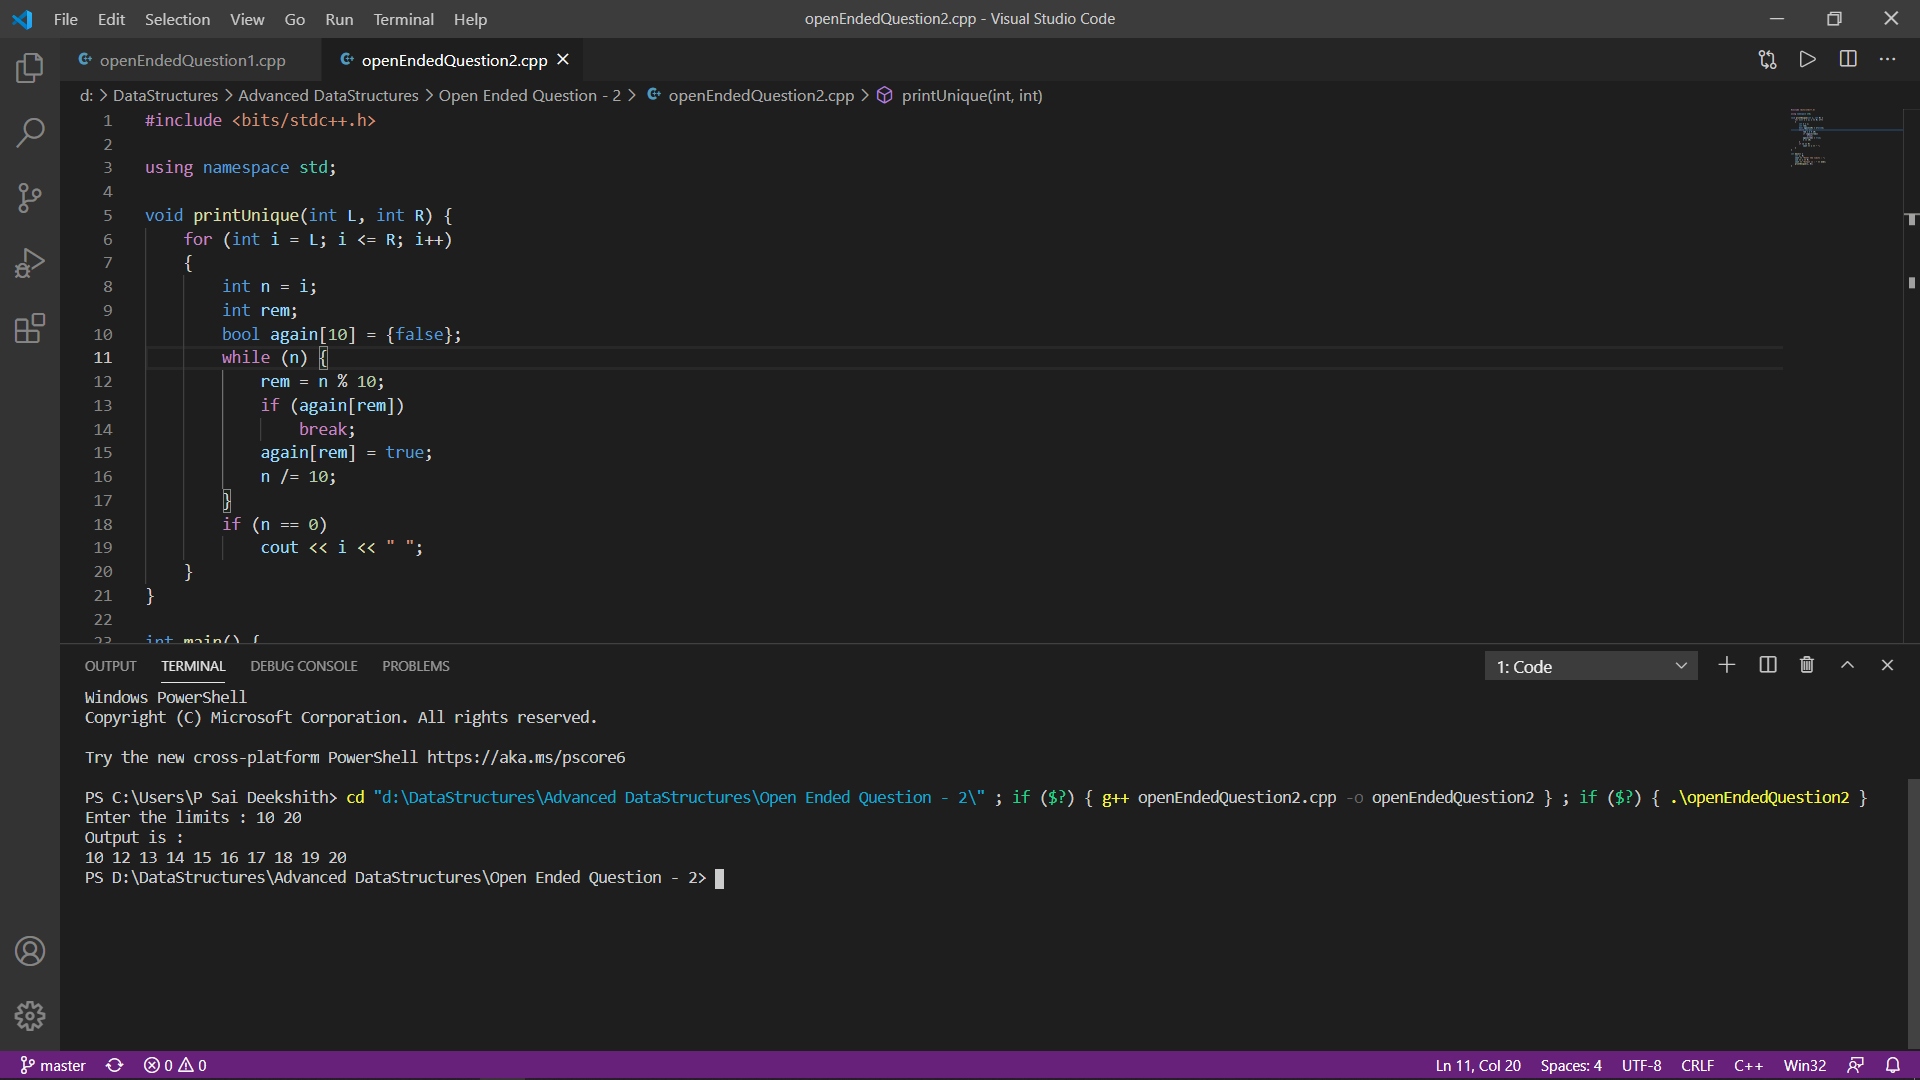 File Edit Selection View Go Run Terminal Help
openEndedQuestion2.cpp - Visual Studio Code
openEndedQuestion1.cpp
openEndedQuestion2.cpp
d: > DataStructures > Advanced DataStructures > Open Ended Question - 2 > openEndedQuestion2.cpp > printUnique(int, int)
1 #include <bits/stdc++.h>
2
3 using namespace std;
4
5 void printUnique(int L, int R) {
6     for (int i = L; i <= R; i++)
7     {
8         int n = i;
9         int rem;
10         bool again[10] = {false};
11         while (n) {
12             rem = n % 10;
13             if (again[rem])
14                 break;
15             again[rem] = true;
16             n /= 10;
17         }
18         if (n == 0)
19             cout << i << " ";
20     }
21 }
22
23 int main() {
OUTPUT TERMINAL DEBUG CONSOLE PROBLEMS
1: Code
Windows PowerShell
Copyright (C) Microsoft Corporation. All rights reserved.
Try the new cross-platform PowerShell https://aka.ms/pscore6
PS C:\Users\P Sai Deekshith> cd "d:\DataStructures\Advanced DataStructures\Open Ended Question - 2\" ; if ($?) { g++ openEndedQuestion2.cpp -o openEndedQuestion2 } ; if ($?) { .\openEndedQuestion2 }
Enter the limits : 10 20
Output is :
10 12 13 14 15 16 17 18 19 20
PS D:\DataStructures\Advanced DataStructures\Open Ended Question - 2>
master 0 0
Ln 11, Col 20 Spaces: 4 UTF-8 CRLF C++ Win32